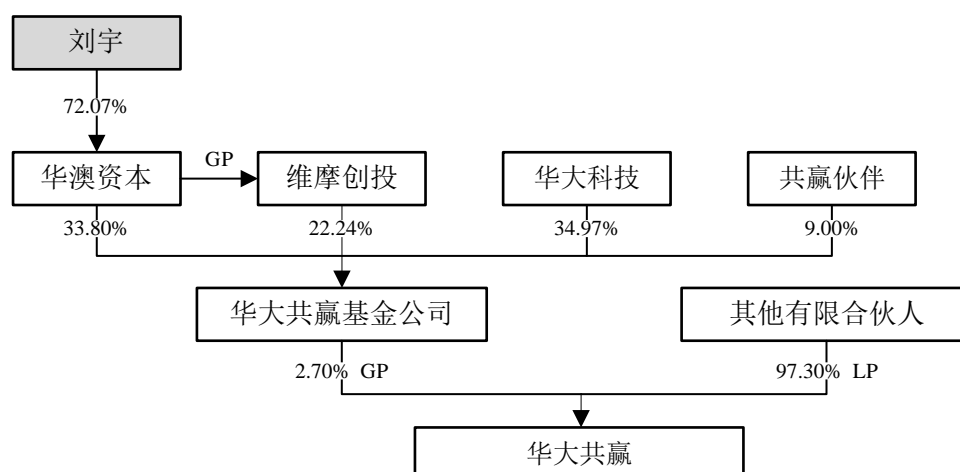 刘宇
72.07%
华澳资本
GP
维摩创投
华大科技
共赢伙伴
33.80%
22.24%
34.97%
9.00%
华大共赢基金公司
其他有限合伙人
2.70% GP
97.30% LP
华大共赢